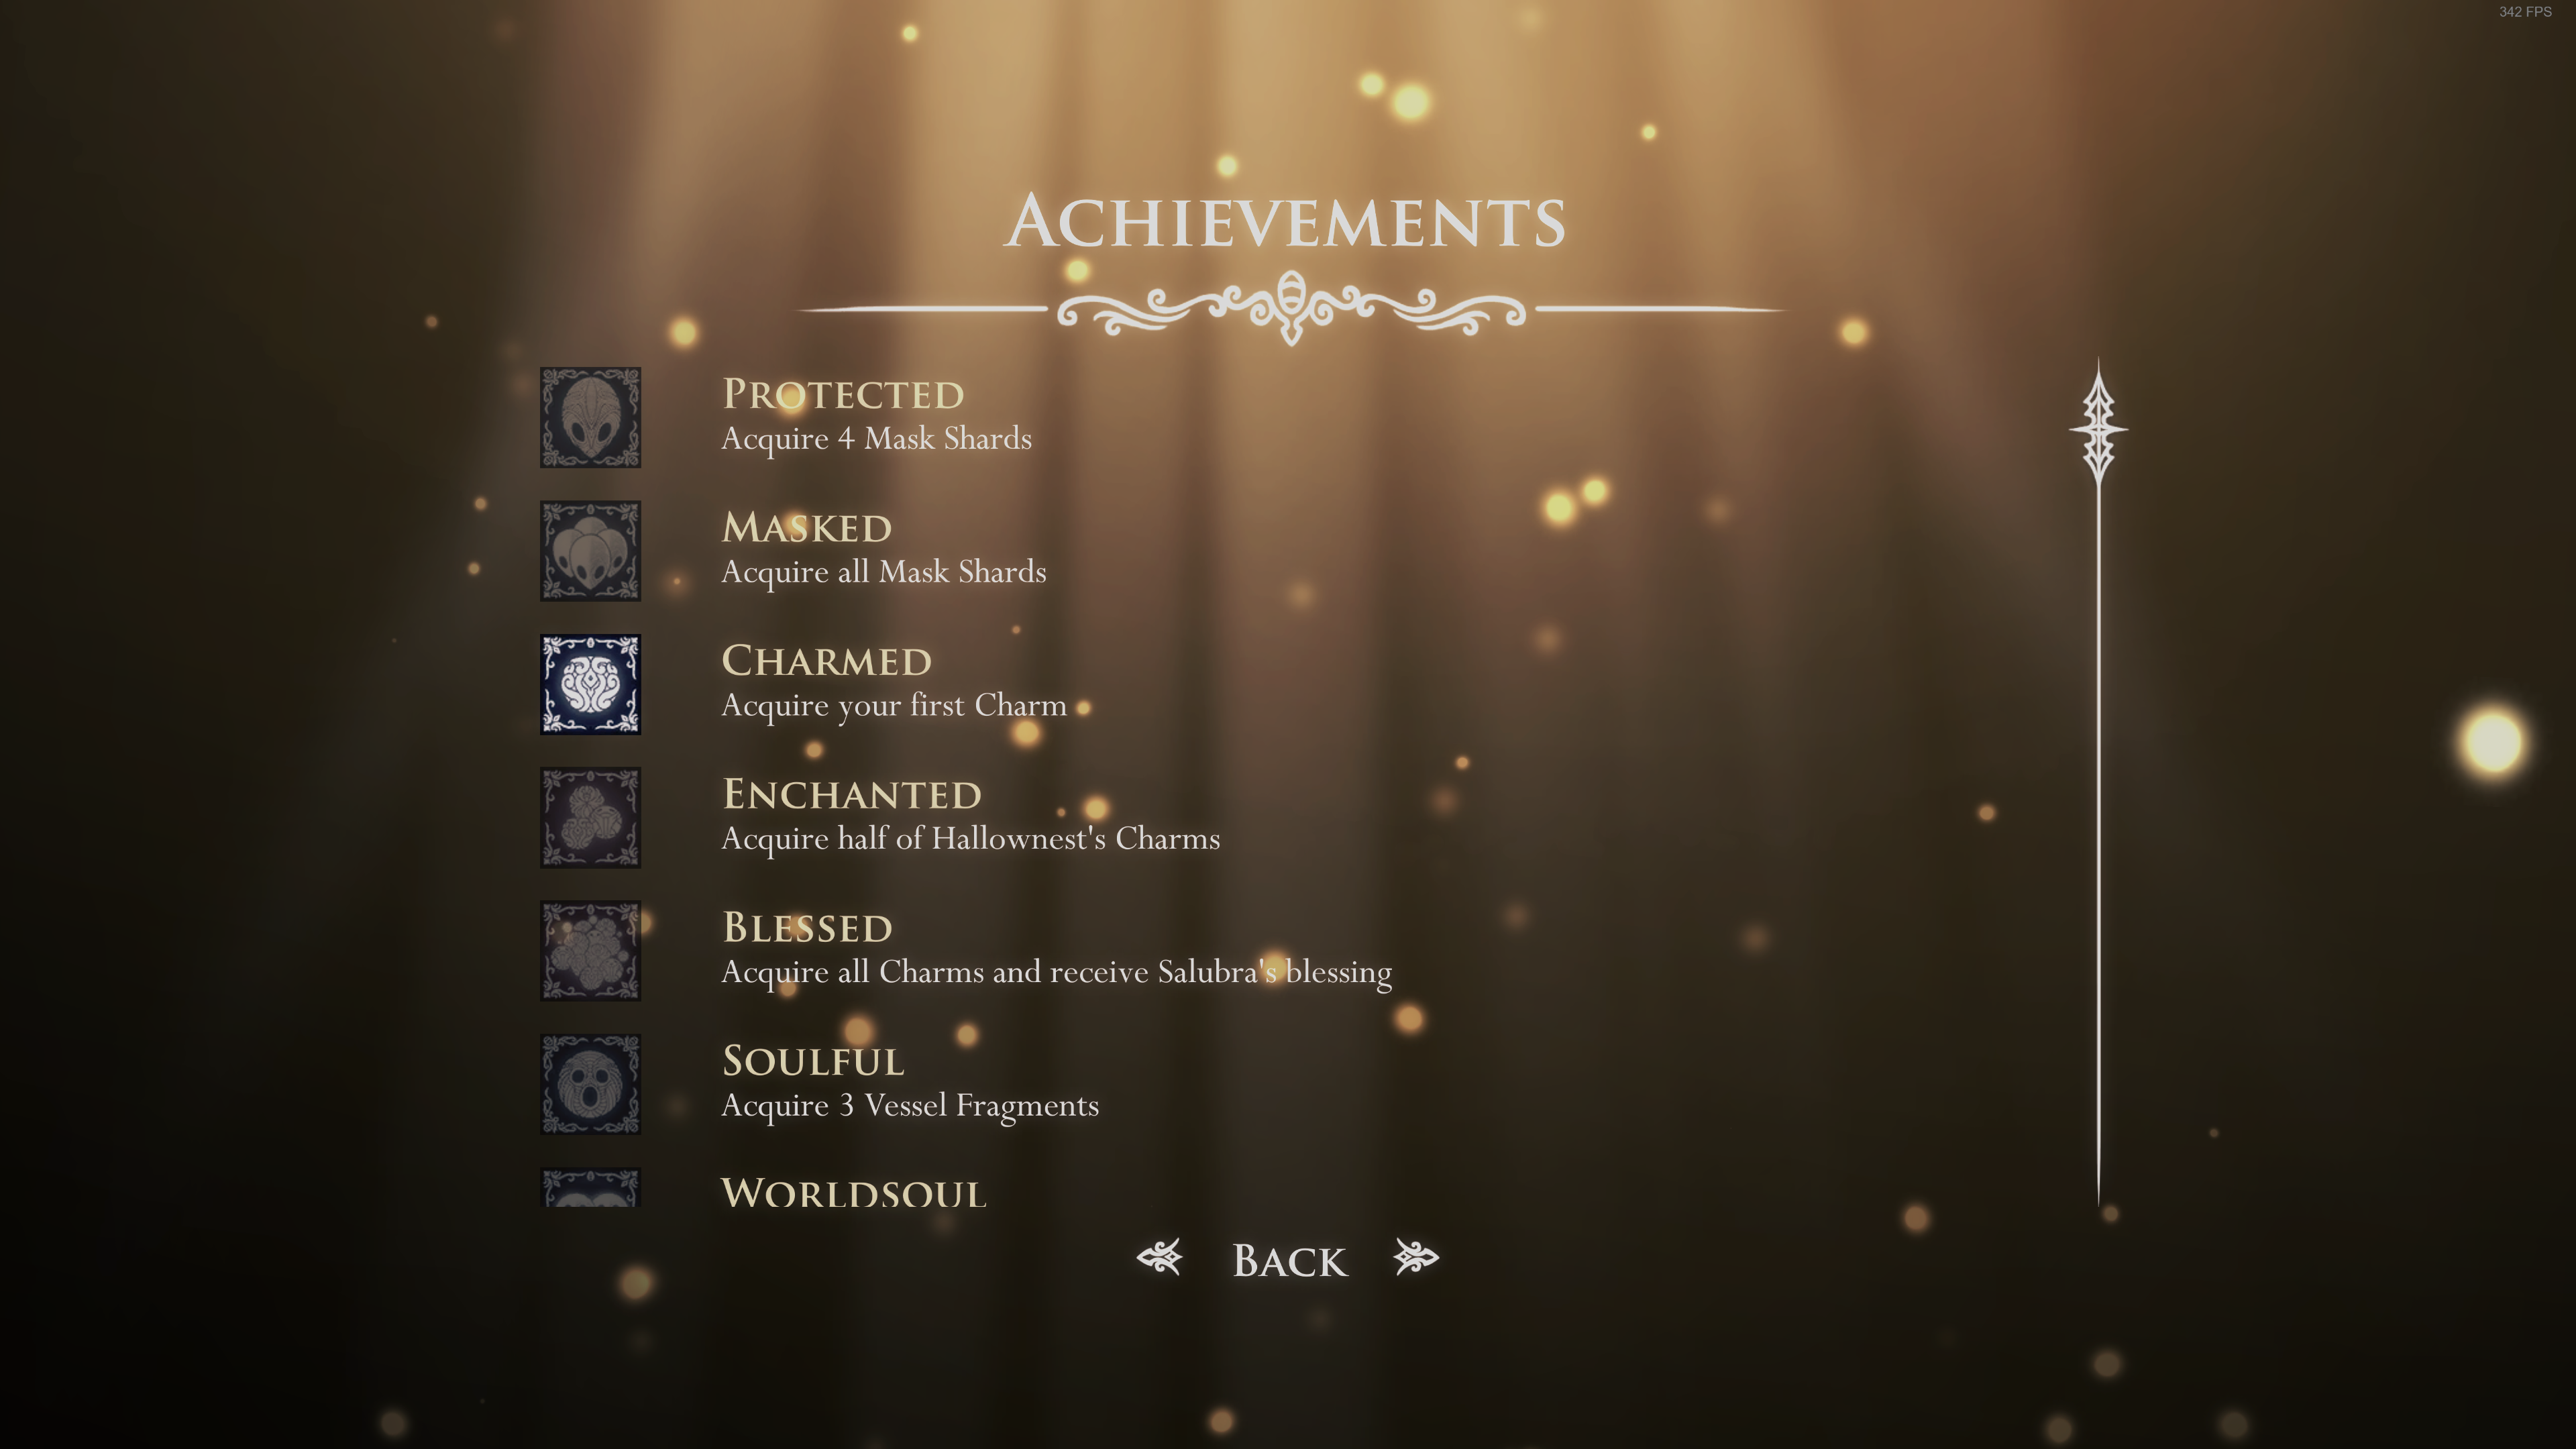 342 FPS
Achievements
Protected
Acquire 4 Mask Shards
Masked
Acquire all Mask Shards
Charmed
Acquire your first Charm
Enchanted
Acquire half of Hallownest's Charms
Blessed
Acquire all Charms and receive Salubra's blessing
Soulful
Acquire 3 Vessel Fragments
Worldsoul
Back